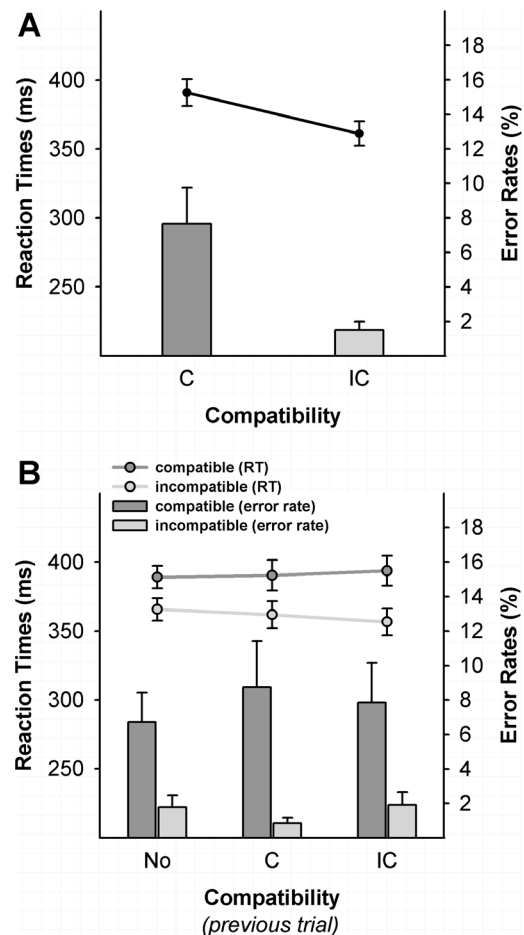 A
Reaction Times (ms)
400
350
300
250
18
16
14
12
10
8
6
4
2
Error Rates (%)
C IC
Compatibility
B
compatible (RT)
incompatible (RT)
compatible (error rate)
incompatible (error rate)
Reaction Times (ms)
400
350
300
250
18
16
14
12
10
8
6
4
2
Error Rates (%)
No C IC
Compatibility
(previous trial)